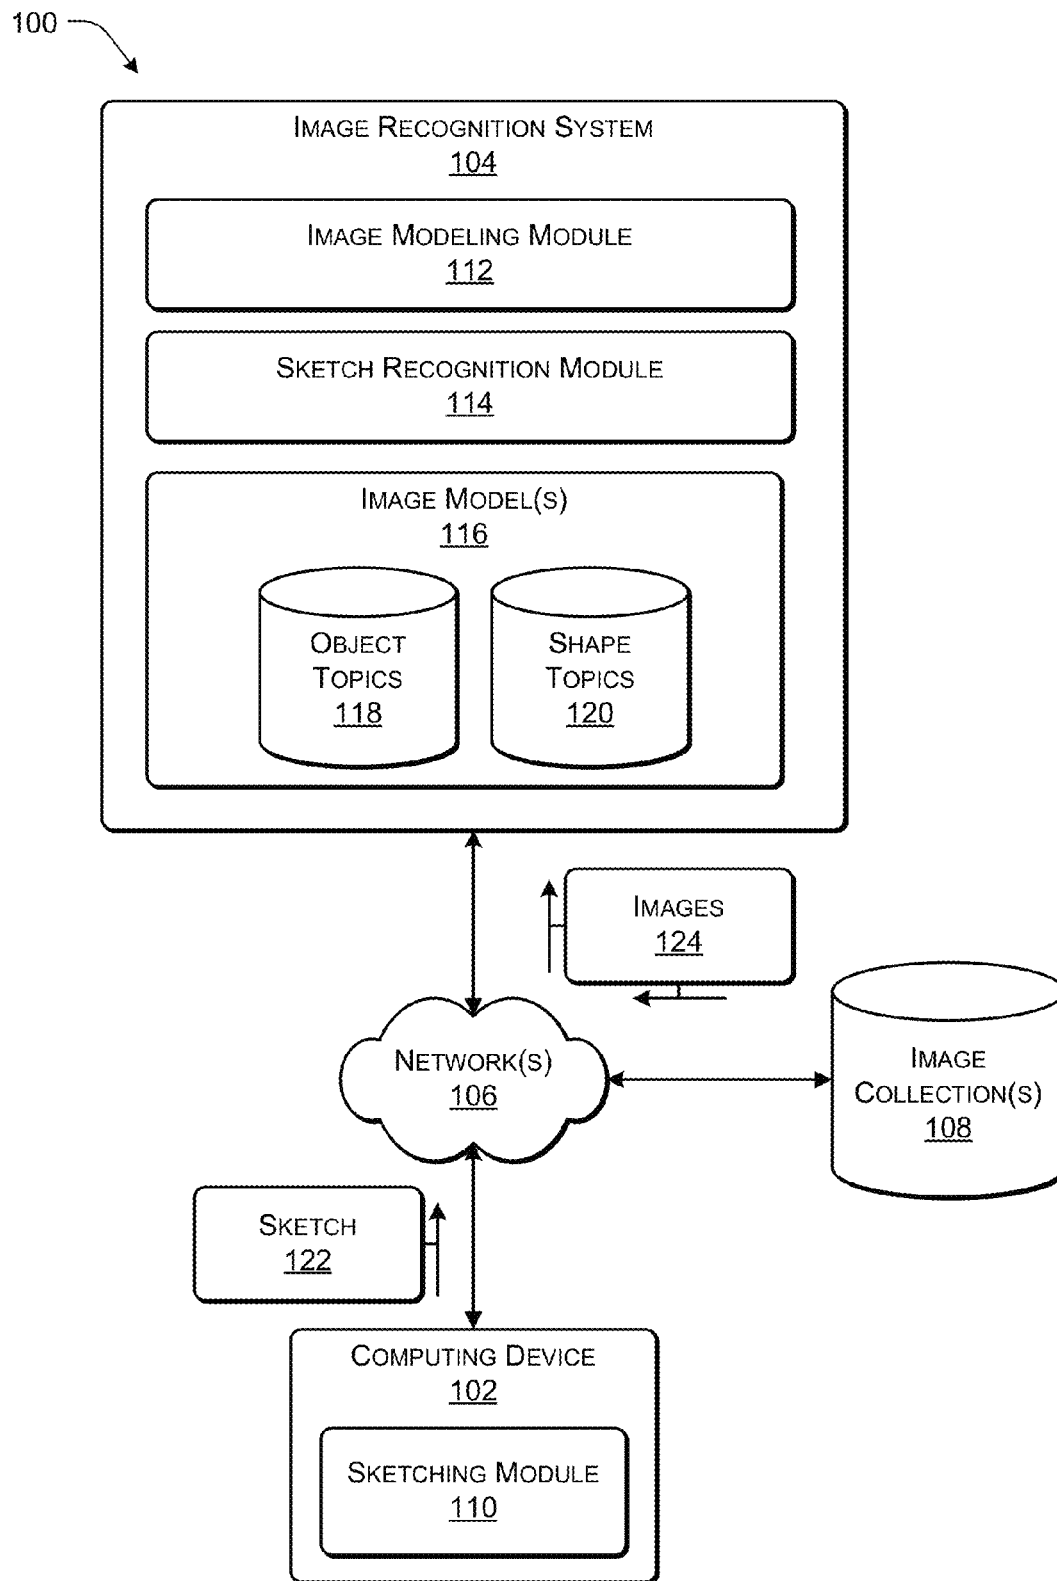 100
IMAGE RECOGNITION SYSTEM
104
IMAGE MODELING MODULE
112
SKETCH RECOGNITION MODULE
114
IMAGE MODEL(S)
116
OBJECT
TOPICS
118
SHAPE
TOPICS
120
IMAGES
124
NETWORK(S)
106
IMAGE
COLLECTION(S)
108
SKETCH
122
COMPUTING DEVICE
102
SKETCHING MODULE
110